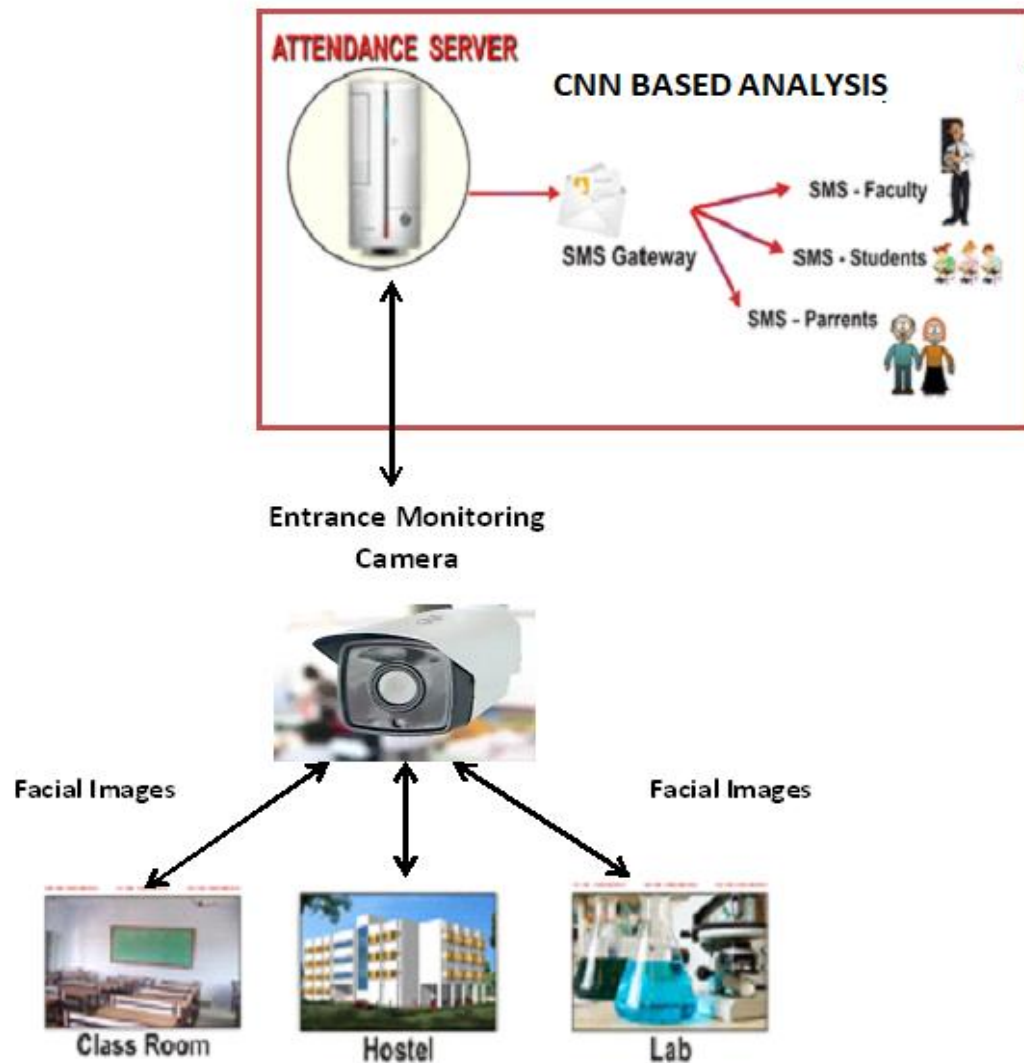 ATTENDANCE SERVER
CNN BASED ANALYSIS
SMS - Faculty
SMS Gateway
SMS - Students
SMS - Parrents
Entrance Monitoring
Camera
Facial Images
Facial Images
Class Room
Hostel
Lab